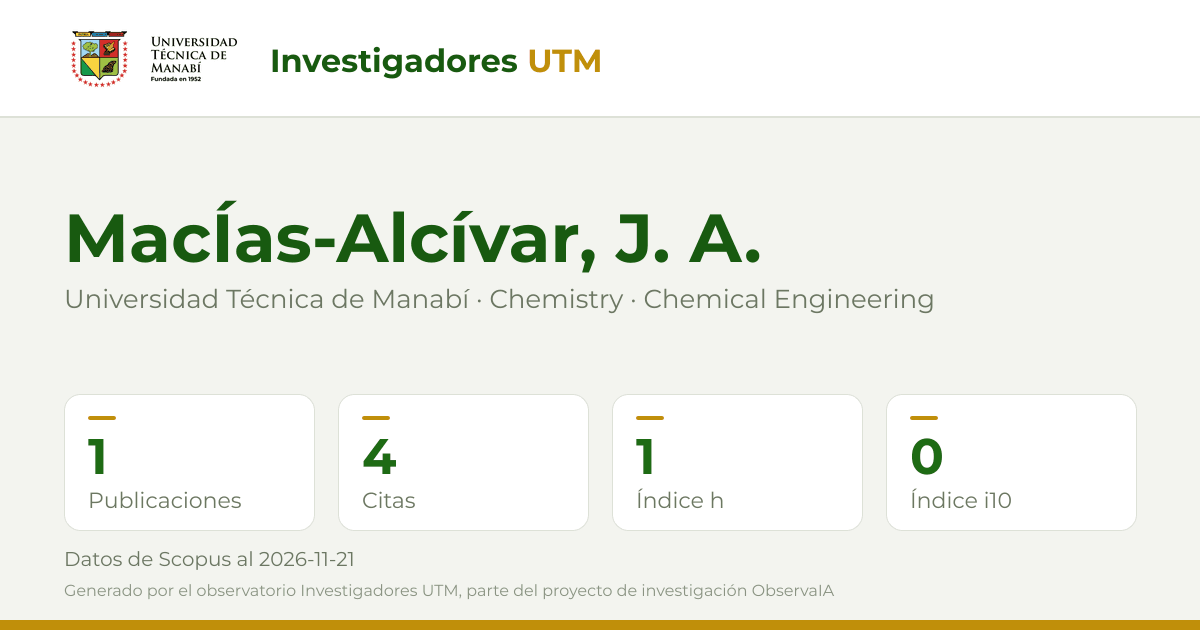 UNIVERSIDAD
TÉCNICA DE
MANABÍ
Fundada en 1952
Investigadores UTM
MacÍas-Alcívar, J. A.
Universidad Técnica de Manabí · Chemistry · Chemical Engineering
1
Publicaciones
4
Citas
1
Índice h
0
Índice i10
Datos de Scopus al 2026-11-21
Generado por el observatorio Investigadores UTM, parte del proyecto de investigación ObservaIA